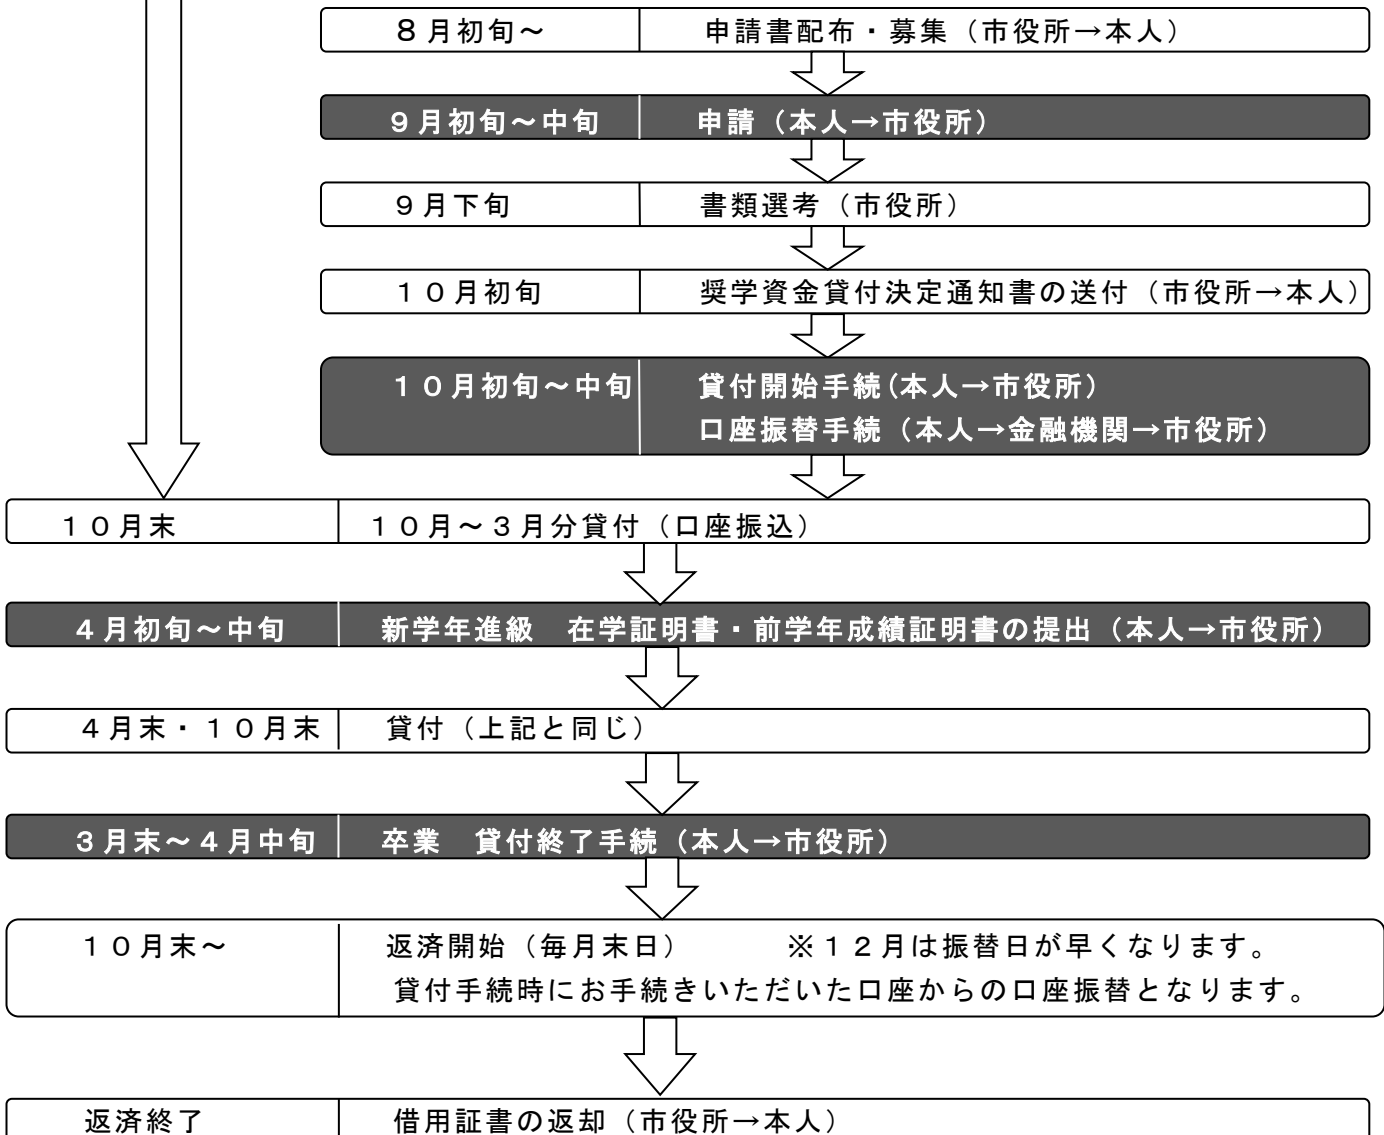 ８月初旬～　申請書配布・募集（市役所→本人）
９月初旬～中旬　申請（本人→市役所）
９月下旬　書類選考（市役所）
１０月初旬　奨学資金貸付決定通知書の送付（市役所→本人）
１０月初旬～中旬　貸付開始手続(本人→市役所）
口座振替手続（本人→金融機関→市役所）
１０月末　１０月～３月分貸付（口座振込）
４月初旬～中旬　新学年進級　在学証明書・前学年成績証明書の提出（本人→市役所）
４月末・１０月末　貸付（上記と同じ）
３月末～４月中旬　卒業　貸付終了手続（本人→市役所）
１０月末～　返済開始（毎月末日）　※１２月は振替日が早くなります。
貸付手続時にお手続きいただいた口座からの口座振替となります。
返済終了　借用証書の返却（市役所→本人）